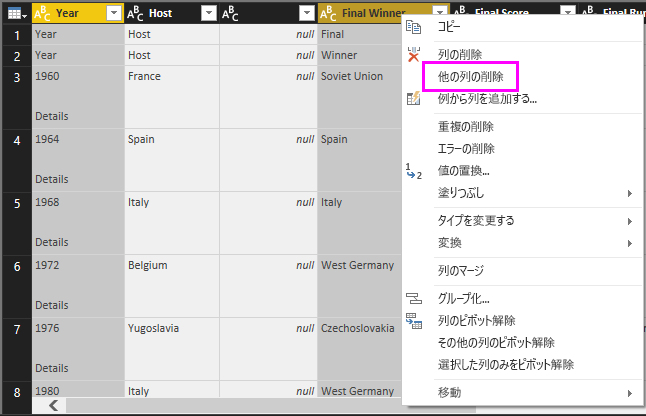 Year Host Final Winner Final Score Final Run
1 Year Host null Final
2 Year Host null Winner
3 1960 France null Soviet Union
Details
4 1964 Spain null Spain
Details
5 1968 Italy null Italy
Details
6 1972 Belgium null West Germany
Details
7 1976 Yugoslavia null Czechoslovakia
Details
8 1980 Italy null West Germany
コピー
列の削除
他の列の削除
例から列を追加する...
重複の削除
エラーの削除
値の置換...
塗りつぶし
タイプを変更する
変換
列のマージ
グループ化...
列のピボット解除
その他の列のピボット解除
選択した列のみをピボット解除
移動